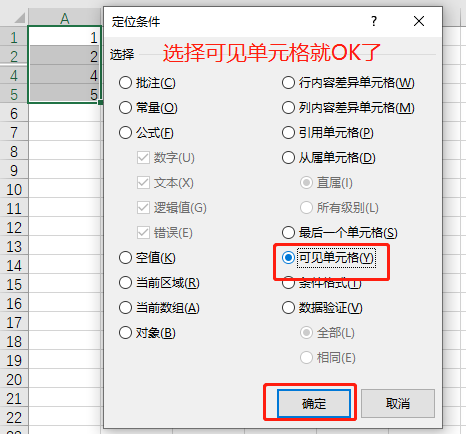 定位条件 ? ×
A
1 1
2 2
4 4
5 5
6
7
8
9
10
11
12
13
14
15
16
17
18
19
20
21
22
选择 选择可见单元格就OK了
批注(C) 行内容差异单元格(W)
常量(O) 列内容差异单元格(M)
公式(F) 引用单元格(P)
数字(U) 从属单元格(D)
文本(X) 直属(I)
逻辑值(G) 所有级别(L)
错误(E) 最后一个单元格(S)
空值(K) 可见单元格(Y)
当前区域(R) 条件格式(T)
当前数组(A) 数据验证(V)
对象(B) 全部(L)
相同(E)
确定 取消